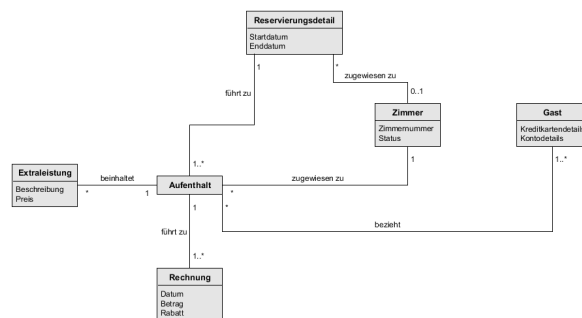 Reservierungsdetail
Startdatum
Enddatum
1
*
zugewiesen zu
führt zu
0..1
Zimmer
Zimmernummer
Status
Gast
Kreditkartendetails
Kontodetails
1..*
1
1..*
Extraleistung
Beschreibung
Preis
beinhaltet
*
1
Aufenthalt
zugewiesen zu
*
1
*
bezieht
führt zu
1..*
Rechnung
Datum
Betrag
Rabatt